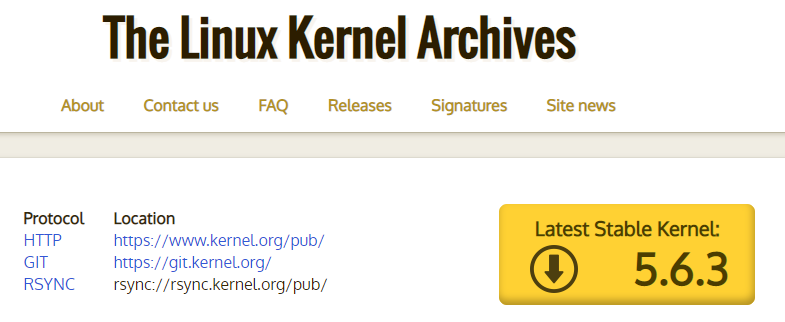 The Linux Kernel Archives
About Contact us FAQ Releases Signatures Site news
Protocol Location
HTTP https://www.kernel.org/pub/
GIT https://git.kernel.org/
RSYNC rsync://rsync.kernel.org/pub/
Latest Stable Kernel:
5.6.3